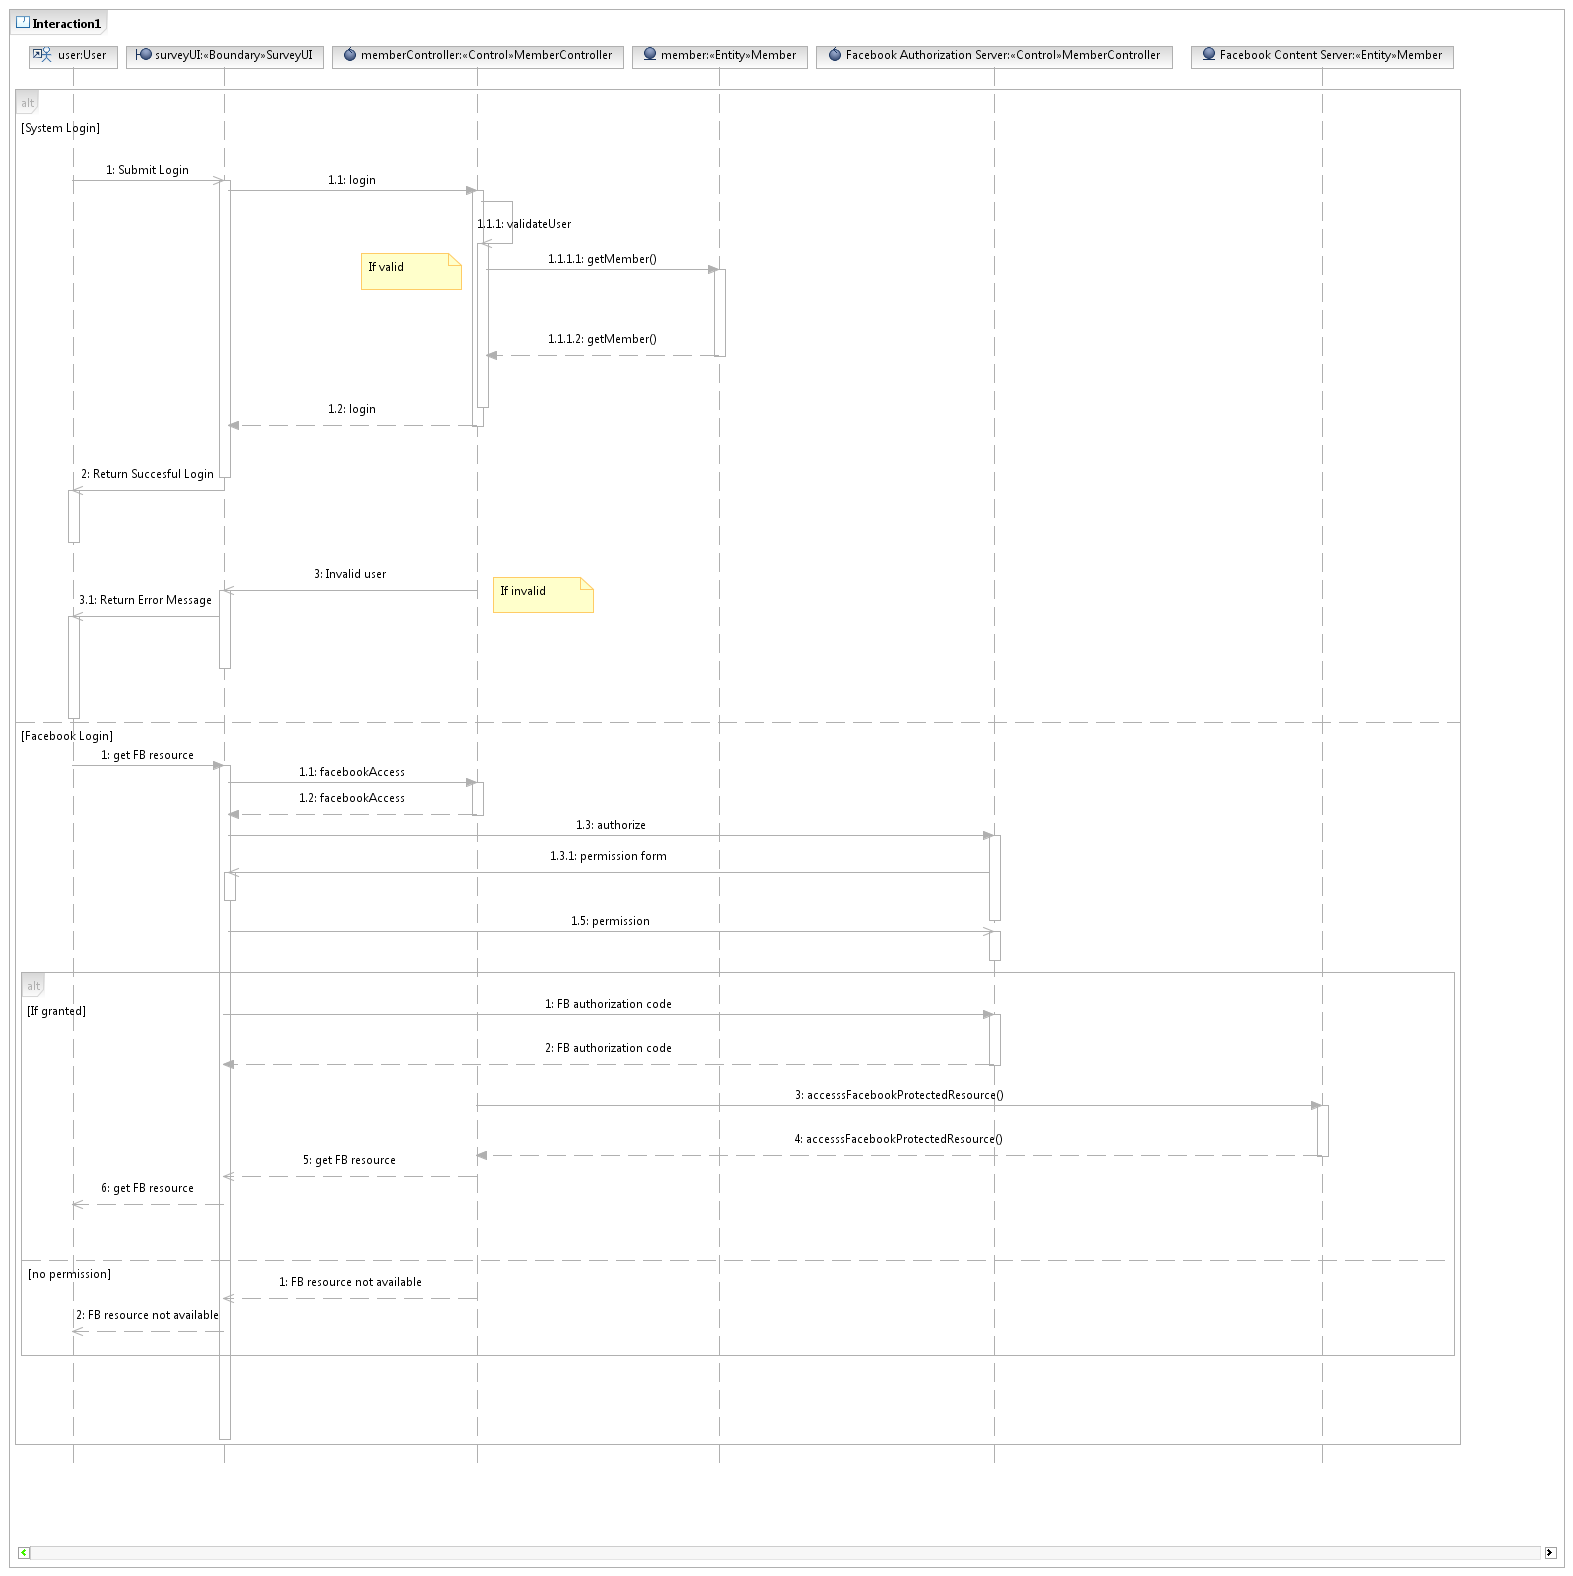 Interaction1
user:User
surveyUI:«Boundary»SurveyUI
memberController:«Control»MemberController
member:«Entity»Member
Facebook Authorization Server:«Control»MemberController
Facebook Content Server:«Entity»Member
alt
[System Login]
1: Submit Login
1.1: login
1.1.1: validateUser
If valid
1.1.1.1: getMember()
1.1.1.2: getMember()
1.2: login
2: Return Succesful Login
3: Invalid user
If invalid
3.1: Return Error Message
[Facebook Login]
1: get FB resource
1.1: facebookAccess
1.2: facebookAccess
1.3: authorize
1.3.1: permission form
1.5: permission
alt
[If granted]
1: FB authorization code
2: FB authorization code
3: accesssFacebookProtectedResource()
4: accesssFacebookProtectedResource()
5: get FB resource
6: get FB resource
[no permission]
1: FB resource not available
2: FB resource not available